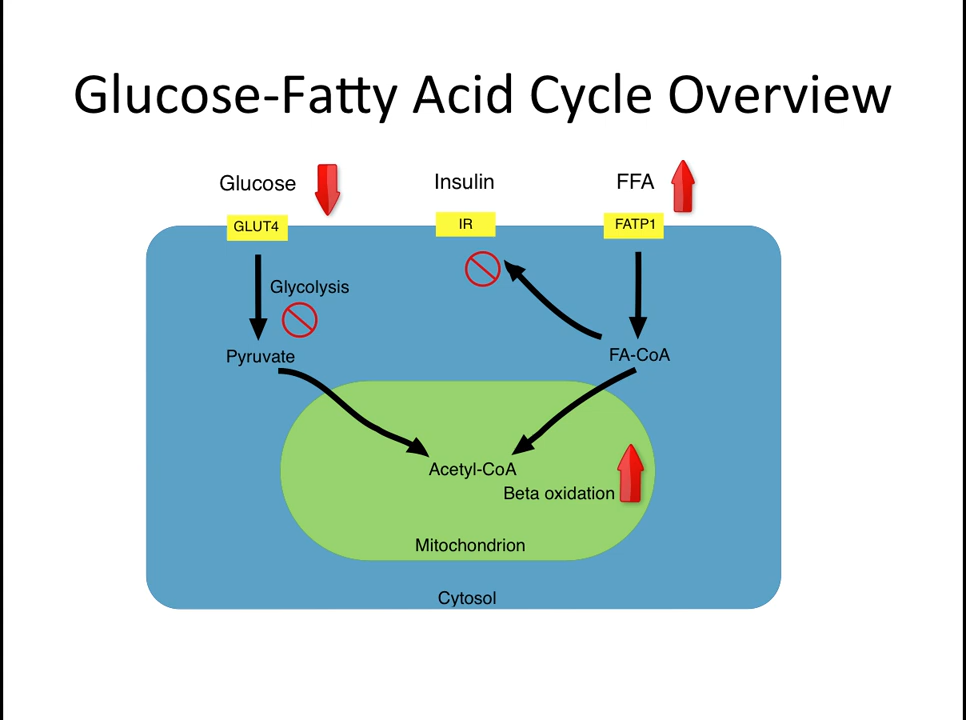 Glucose-Fatty Acid Cycle Overview
Glucose
Insulin
FFA
GLUT4
IR
FATP1
Glycolysis
Pyruvate
FA-CoA
Acetyl-CoA
Beta oxidation
Mitochondrion
Cytosol